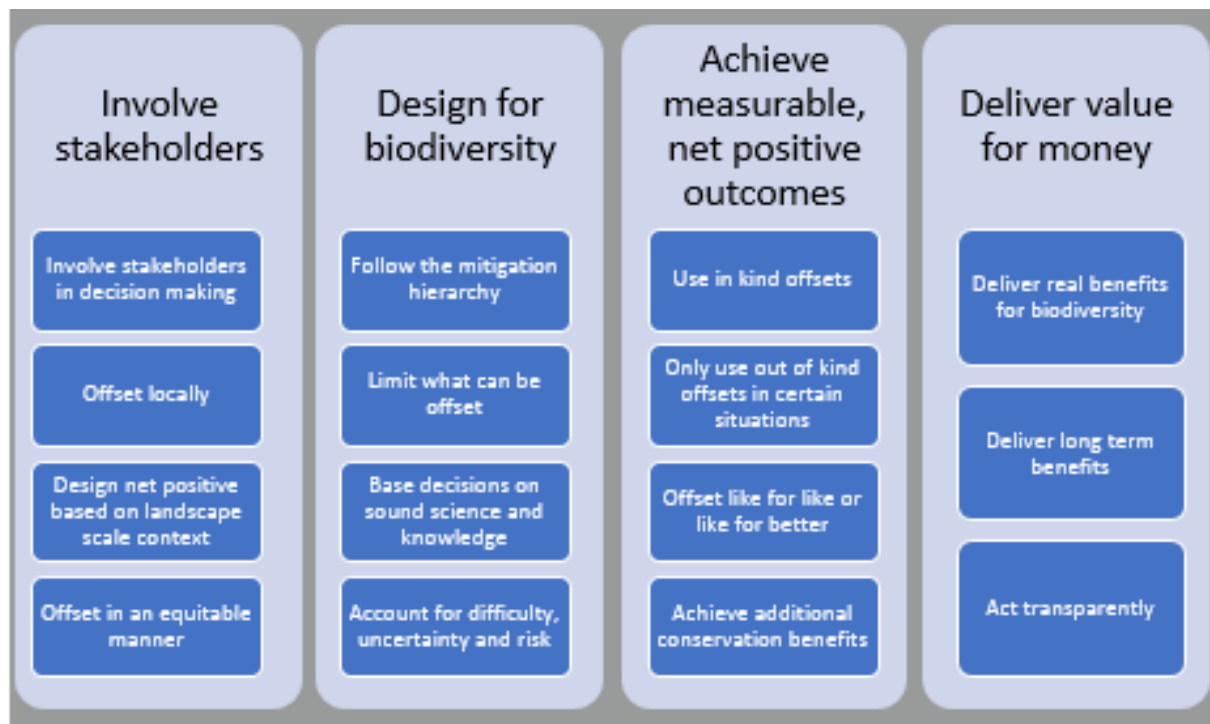 Involve
stakeholders
Involve stakeholders
in decision making
Offset locally
Design net positive
based on landscape
scale context
Offset in an equitable
manner
Design for
biodiversity
Follow the mitigation
hierarchy
Limit what can be
offset
Base decisions on
sound science and
knowledge
Account for difficulty,
uncertainty and risk
Achieve
measurable,
net positive
outcomes
Use in kind offsets
Only use out of kind
offsets in certain
situations
Offset like for like or
like for better
Achieve additional
conservation benefits
Deliver value
for money
Deliver real benefits
for biodiversity
Deliver long term
benefits
Act transparently